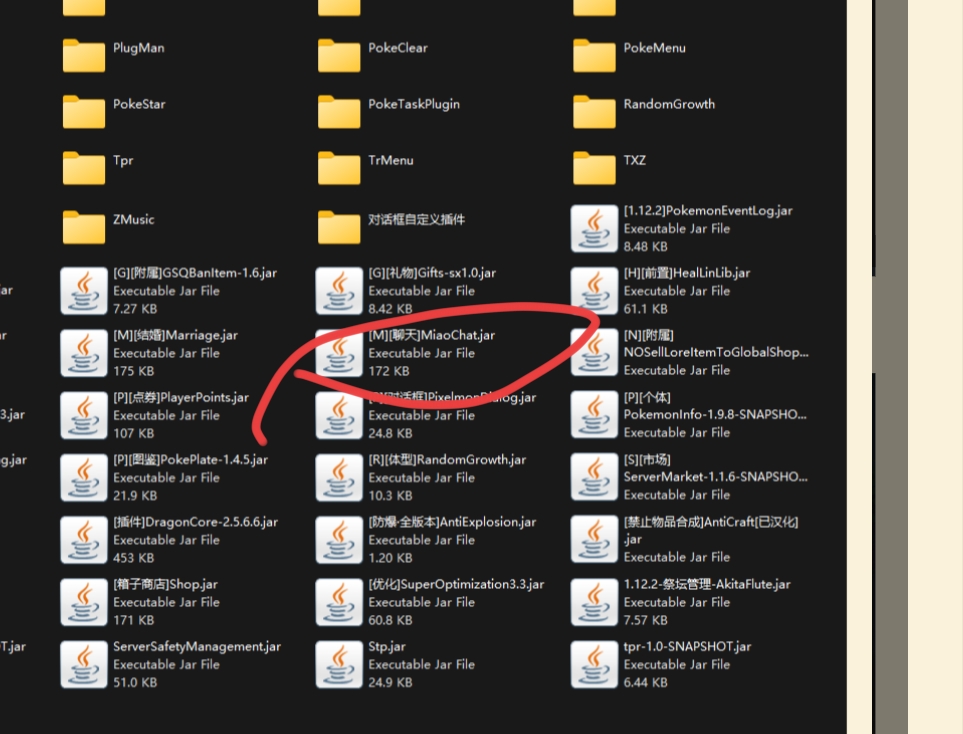 PlugMan
PokeClear
PokeMenu
PokeStar
PokeTaskPlugin
RandomGrowth
Tpr
TrMenu
TXZ
ZMusic
对话框自定义插件
[1.12.2]PokemonEventLog.jar
Executable Jar File
8.48 KB
ar
[G][附属]GSQBanItem-1.6.jar
Executable Jar File
7.27 KB
[G][礼物]Gifts-sx1.0.jar
Executable Jar File
8.42 KB
[H][前置]HealLinLib.jar
Executable Jar File
61.1 KB
r
[M][结婚]Marriage.jar
Executable Jar File
175 KB
[M][聊天]MiaoChat.jar
Executable Jar File
172 KB
[N][附属]
NOSellLoreItemToGlobalShop...
Executable Jar File
3.jar
[P][点券]PlayerPoints.jar
Executable Jar File
107 KB
[对话框]PixelmonDialog.jar
Executable Jar File
24.8 KB
[P][个体]
PokemonInfo-1.9.8-SNAPSHO...
Executable Jar File
g.jar
[P][图鉴]PokePlate-1.4.5.jar
Executable Jar File
21.9 KB
[R][体型]RandomGrowth.jar
Executable Jar File
10.3 KB
[S][市场]
ServerMarket-1.1.6-SNAPSHO...
Executable Jar File
[插件]DragonCore-2.5.6.6.jar
Executable Jar File
453 KB
[防爆-全版本]AntiExplosion.jar
Executable Jar File
1.20 KB
[禁止物品合成]AntiCraft[已汉化]
.jar
Executable Jar File
[箱子商店]Shop.jar
Executable Jar File
171 KB
[优化]SuperOptimization3.3.jar
Executable Jar File
60.8 KB
1.12.2-祭坛管理-AkitaFlute.jar
Executable Jar File
7.57 KB
T.jar
ServerSafetyManagement.jar
Executable Jar File
51.0 KB
Stp.jar
Executable Jar File
24.9 KB
tpr-1.0-SNAPSHOT.jar
Executable Jar File
6.44 KB